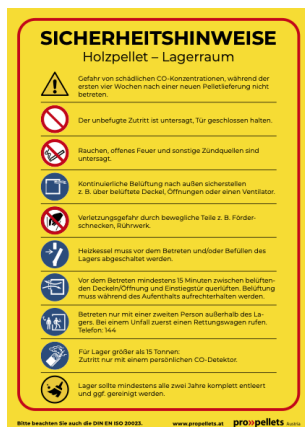 SICHERHEITSHINWEISE
Holzpellet – Lagerraum
Gefahr von schädlichen CO-Konzentrationen, während der
ersten vier Wochen nach einer neuen Pelletlieferung nicht
betreten.
Der unbefugte Zutritt ist untersagt, Tür geschlossen halten.
Rauchen, offenes Feuer und sonstige Zündquellen sind
untersagt.
Kontinuierliche Belüftung nach außen sicherstellen
z. B. über belüftete Deckel, Öffnungen oder einen Ventilator.
Verletzungsgefahr durch bewegliche Teile z. B. Förder-
schnecken, Rührwerk.
Heizkessel muss vor dem Betreten und/oder Befüllen des
Lagers abgeschaltet werden.
Vor dem Betreten mindestens 15 Minuten zwischen belüften-
den Deckeln/Öffnung und Einstiegstür querlüften. Belüftung
muss während des Aufenthalts aufrechterhalten werden.
Betreten nur mit einer zweiten Person außerhalb des La-
gers. Bei einem Unfall zuerst einen Rettungswagen rufen.
Telefon: 144
Für Lager größer als 15 Tonnen:
Zutritt nur mit einem persönlichen CO-Detektor.
Lager sollte mindestens alle zwei Jahre komplett entleert
und ggf. gereinigt werden.
Bitte beachten Sie auch die DIN EN ISO 20023. www.propellets.at pro»pellets Austria